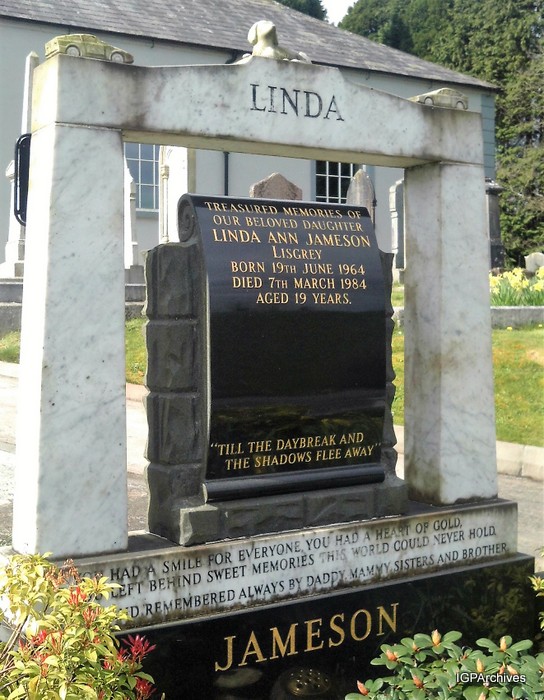 LINDA
TREASURED MEMORIES OF
OUR BELOVED DAUGHTER
LINDA ANN JAMESON
LISGREY
BORN 19TH JUNE 1964
DIED 7TH MARCH 1984
AGED 19 YEARS.
"TILL THE DAYBREAK AND
THE SHADOWS FLEE AWAY"
HAD A SMILE FOR EVERYONE, YOU HAD A HEART OF GOLD,
LEFT BEHIND SWEET MEMORIES THIS WORLD COULD NEVER HOLD,
REMEMBERED ALWAYS BY DADDY, MAMMY, SISTERS AND BROTHER.
JAMESON
IGPArchives